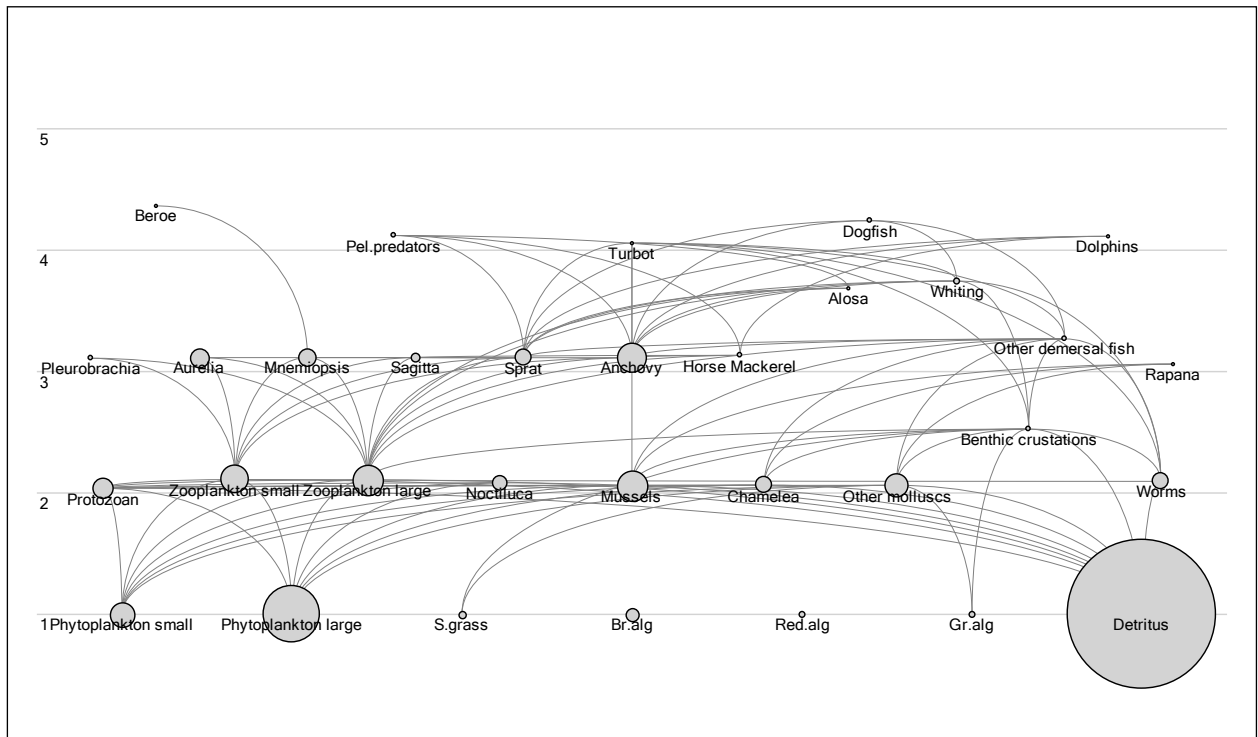 5
Beroe
Dogfish
Pel.predators
Turbot
Dolphins
4
Alosa
Whiting
Pleurobrachia
Aurelia
Mnemiopsis
Sagitta
Sprat
Anchovy
Horse Mackerel
Other demersal fish
3
Rapana
Benthic crustations
Protozoan
Zooplankton small
Zooplankton large
Noctiluca
Mussels
Chamelea
Other molluscs
Worms
2
1
Phytoplankton small
Phytoplankton large
S.grass
Br.alg
Red.alg
Gr.alg
Detritus